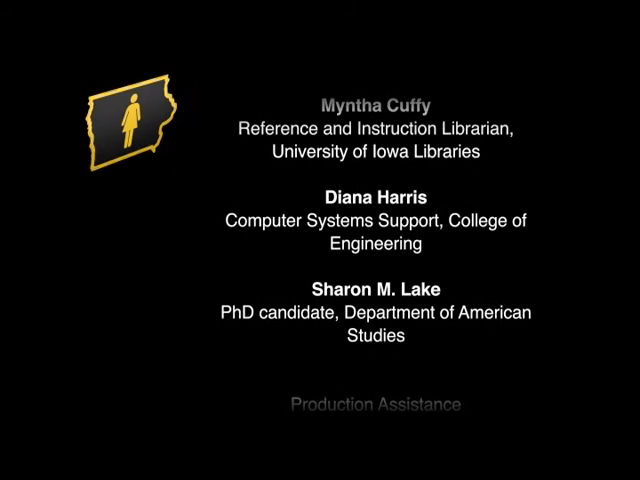 Myntha Cuffy
Reference and Instruction Librarian,
University of Iowa Libraries
Diana Harris
Computer Systems Support, College of
Engineering
Sharon M. Lake
PhD candidate, Department of American
Studies
Production Assistance